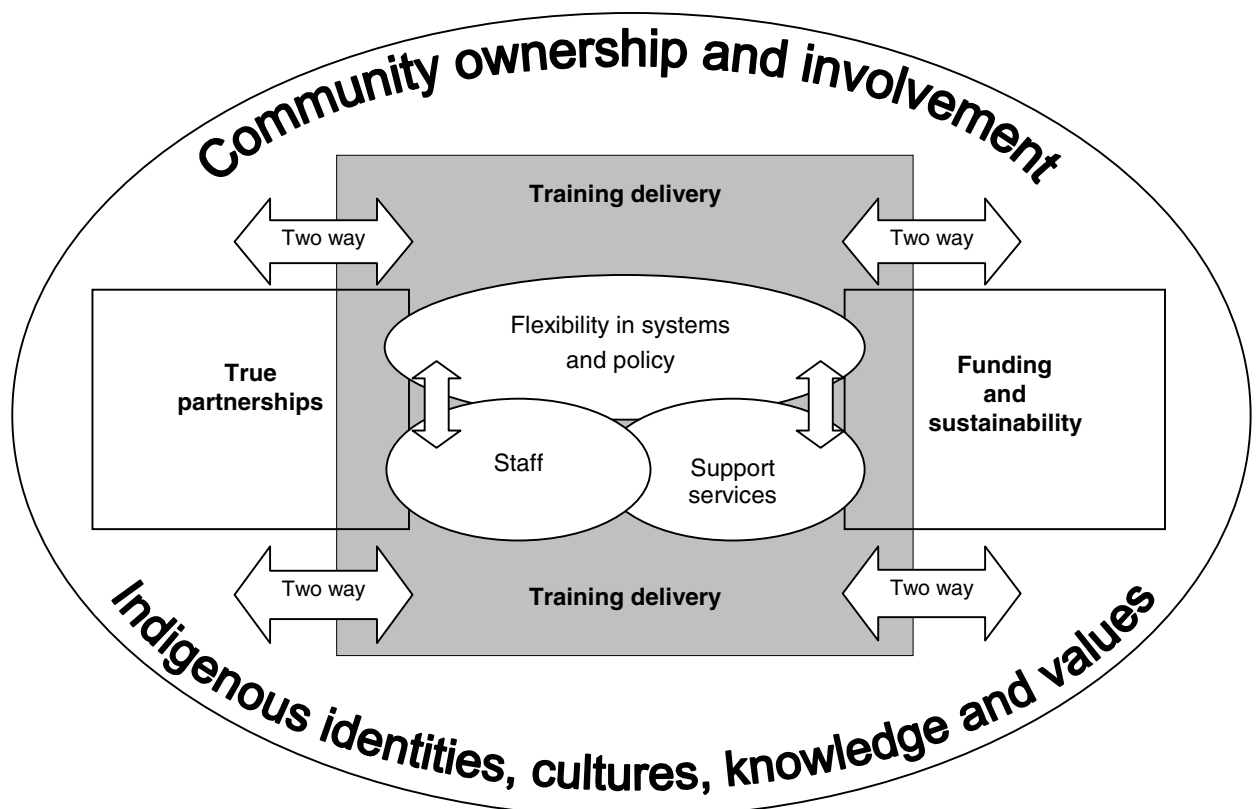 Community ownership and involvement
Training delivery
Two way
Two way
Flexibility in systems
and policy
True
partnerships
Funding
and
sustainability
Staff
Support
services
Two way
Training delivery
Two way
Indigenous identities, cultures, knowledge and values